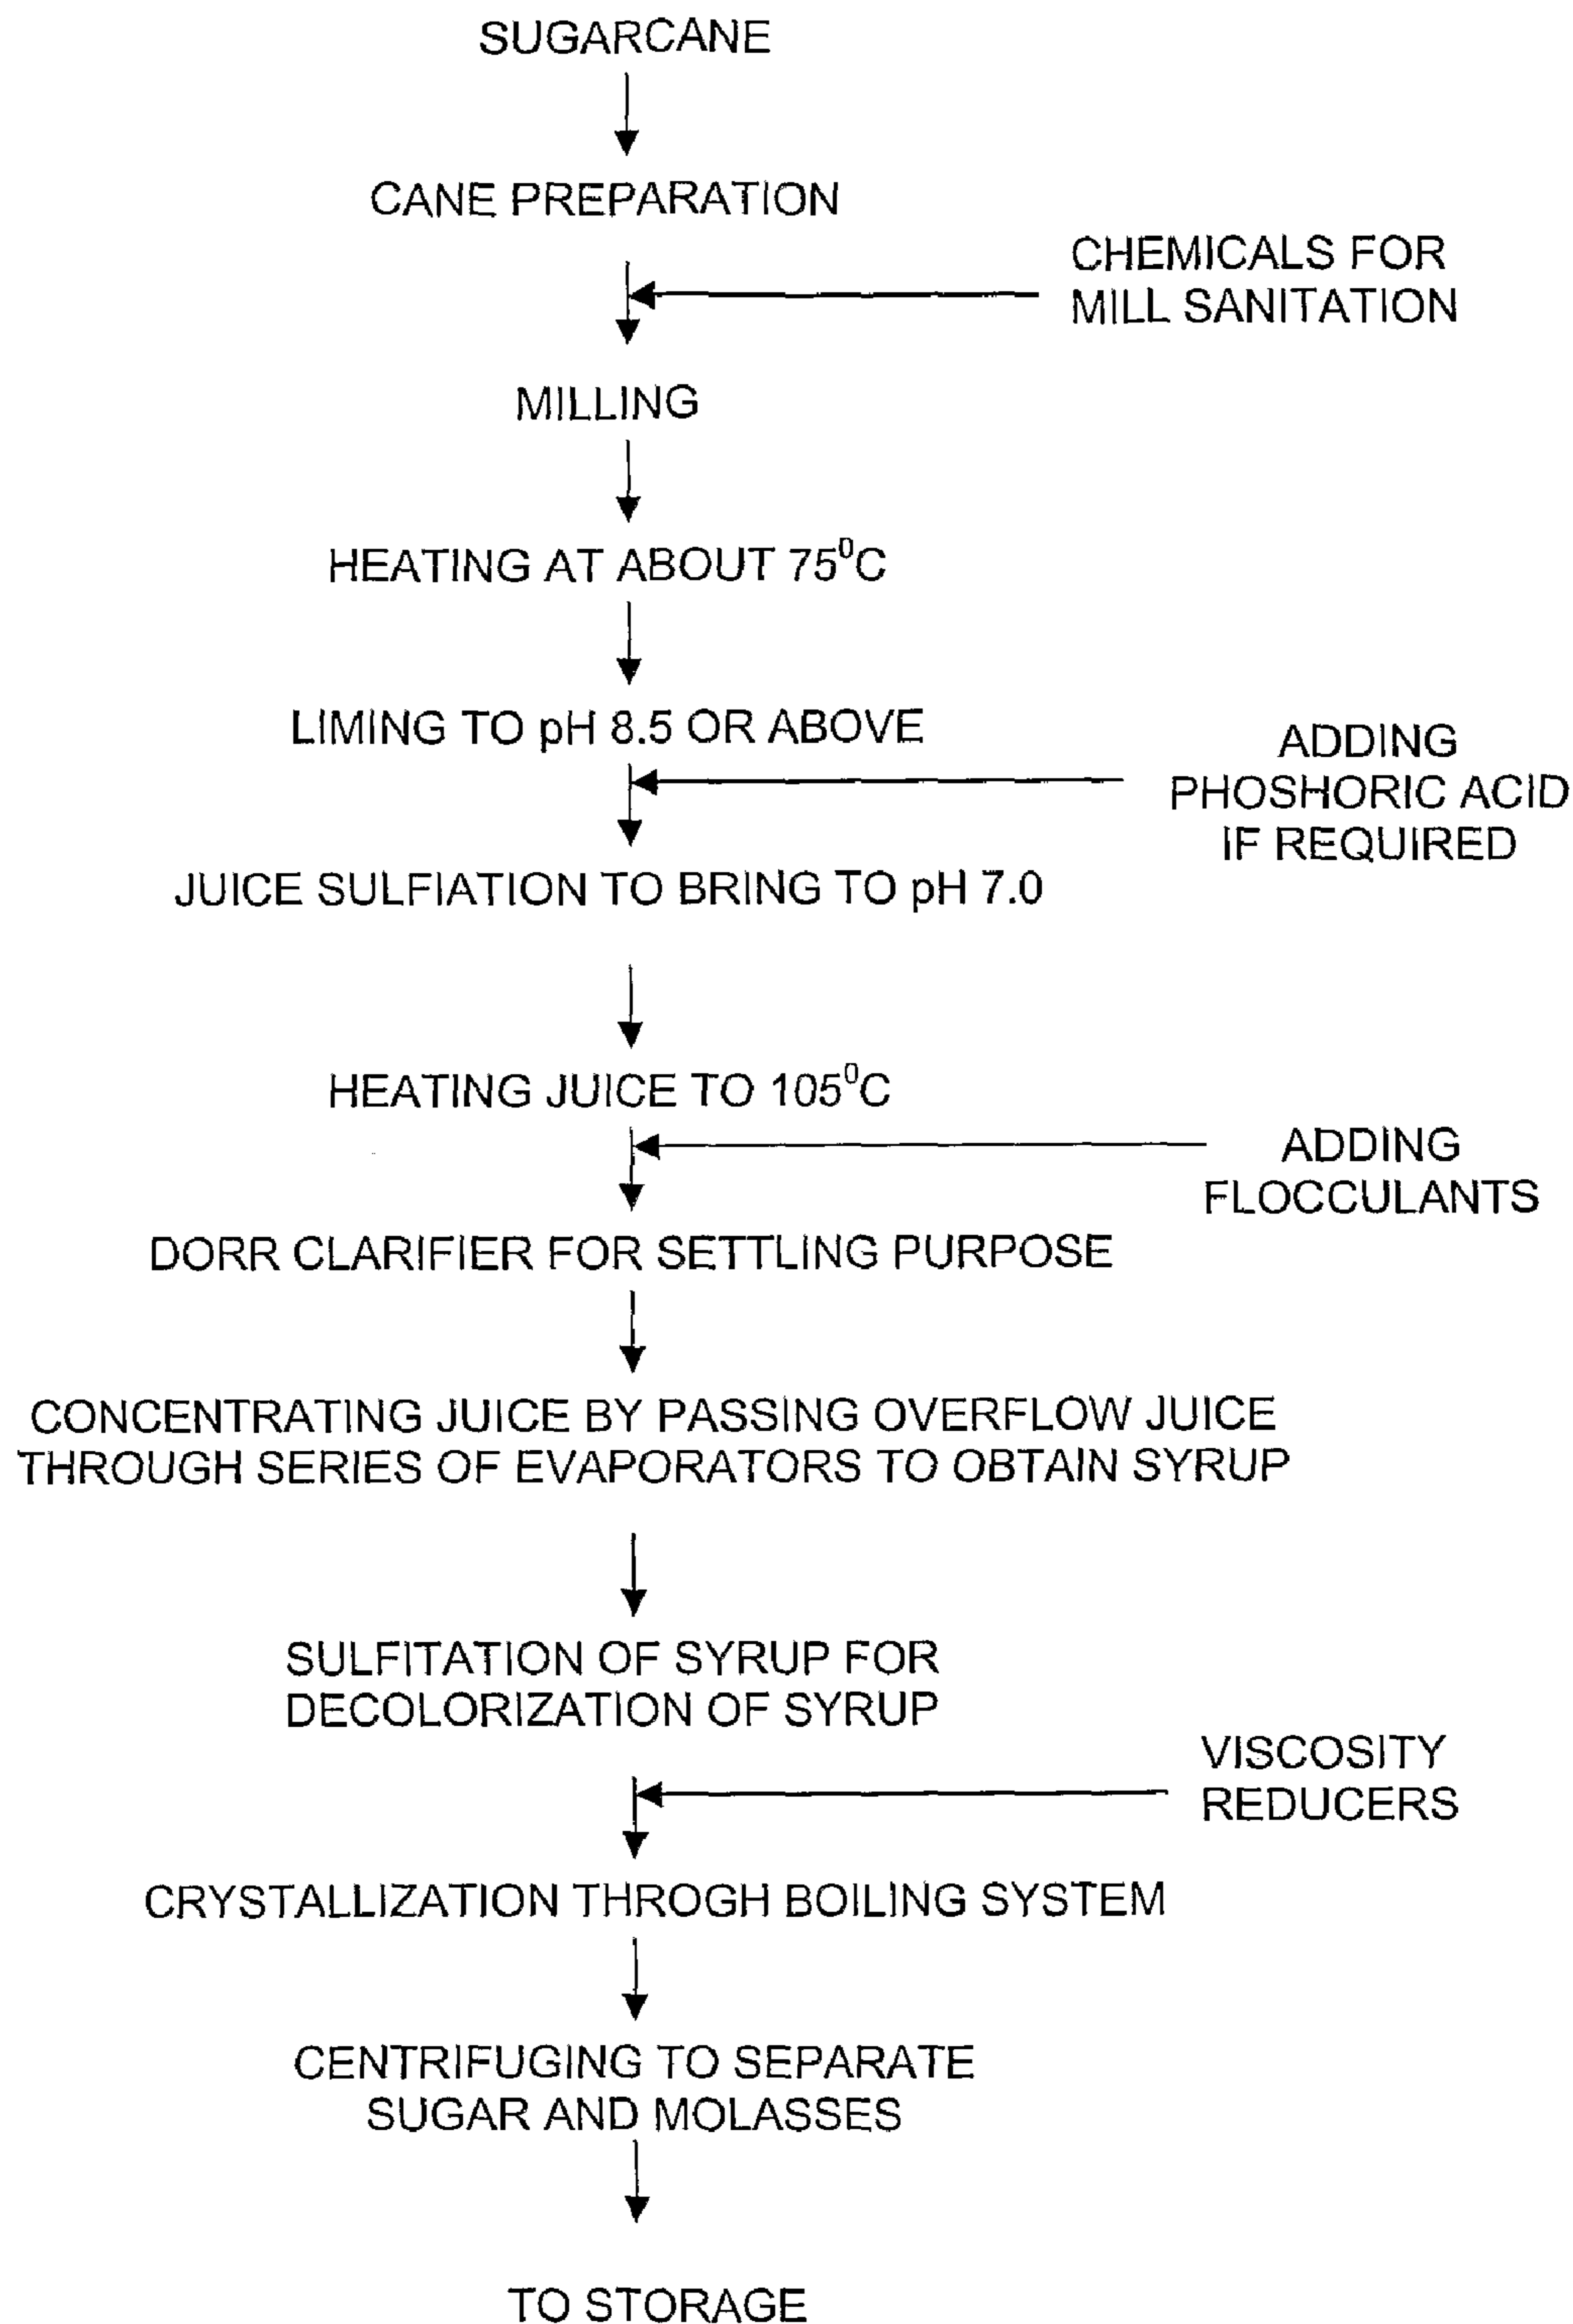 SUGARCANE
CANE PREPARATION
CHEMICALS FOR
MILL SANITATION
MILLING
HEATING AT ABOUT 75⁰C
LIMING TO pH 8.5 OR ABOVE
ADDING
PHOSHORIC ACID
IF REQUIRED
JUICE SULFIATION TO BRING TO pH 7.0
HEATING JUICE TO 105⁰C
ADDING
FLOCCULANTS
DORR CLARIFIER FOR SETTLING PURPOSE
CONCENTRATING JUICE BY PASSING OVERFLOW JUICE
THROUGH SERIES OF EVAPORATORS TO OBTAIN SYRUP
SULFITATION OF SYRUP FOR
DECOLORIZATION OF SYRUP
VISCOSITY
REDUCERS
CRYSTALLIZATION THROGH BOILING SYSTEM
CENTRIFUGING TO SEPARATE
SUGAR AND MOLASSES
TO STORAGE